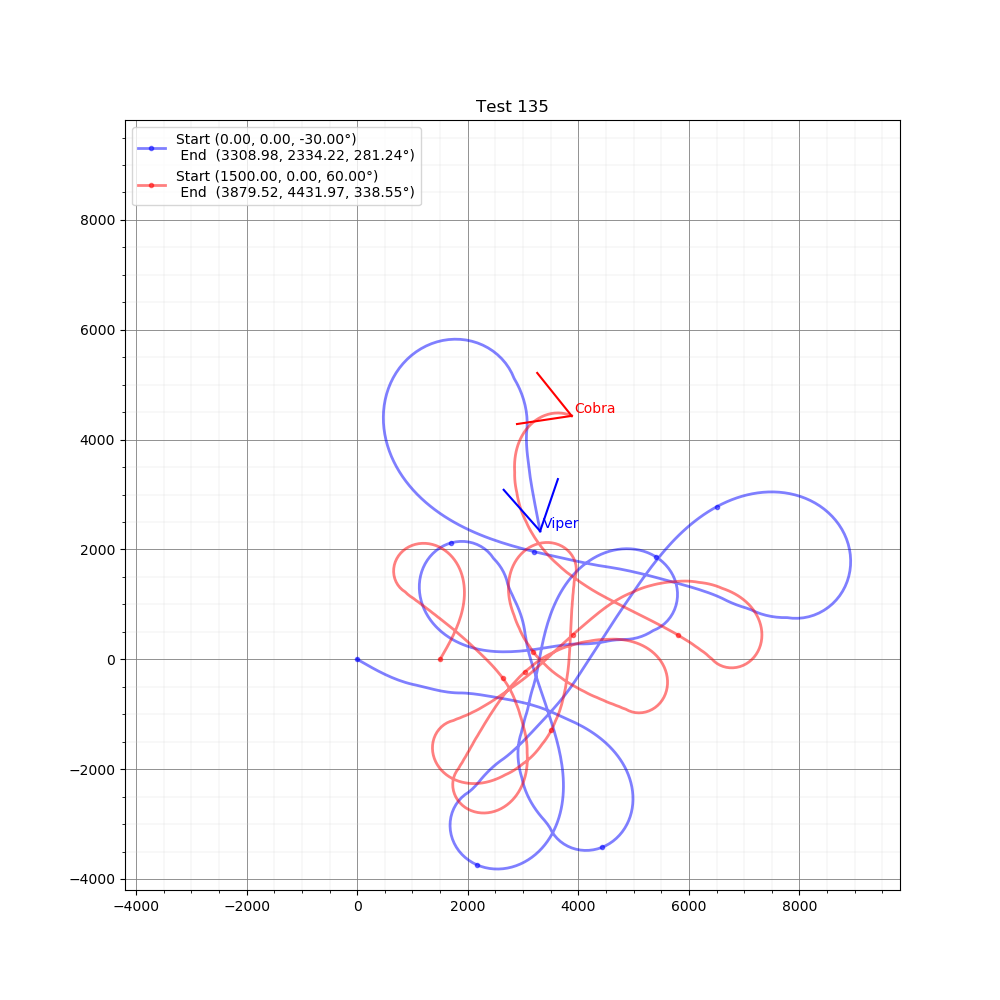 Test 135
Start (0.00, 0.00, -30.00°)
End (3308.98, 2334.22, 281.24°)
Start (1500.00, 0.00, 60.00°)
End (3879.52, 4431.97, 338.55°)
8000
6000
Cobra
4000
Viper
2000
0
−2000
−4000
−4000 −2000 0 2000 4000 6000 8000